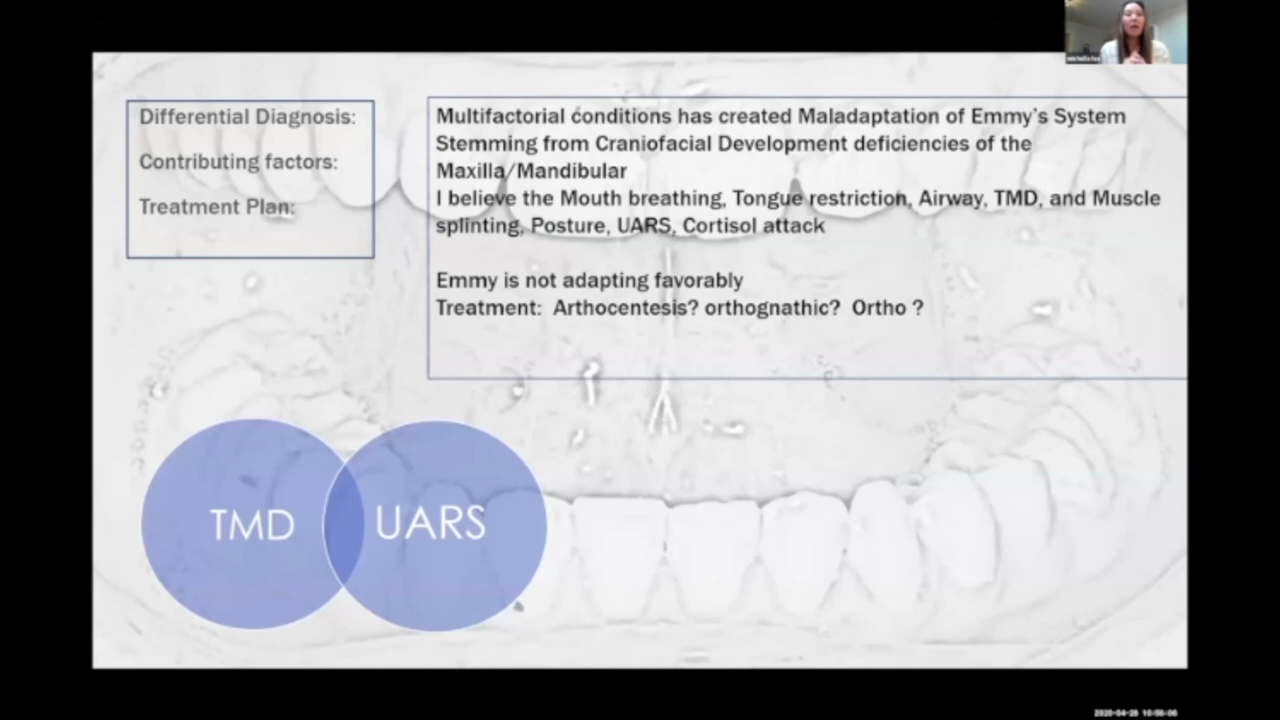 Differential Diagnosis:
Contributing factors:
Treatment Plan:
Multifactorial conditions has created Maladaptation of Emmy's System
Stemming from Craniofacial Development deficiencies of the
Maxilla/Mandibular
I believe the Mouth breathing, Tongue restriction, Airway, TMD, and Muscle
splinting, Posture, UARS, Cortisol attack
Emmy is not adapting favorably
Treatment: Arthocentesis? orthognathic? Ortho ?
TMD
UARS